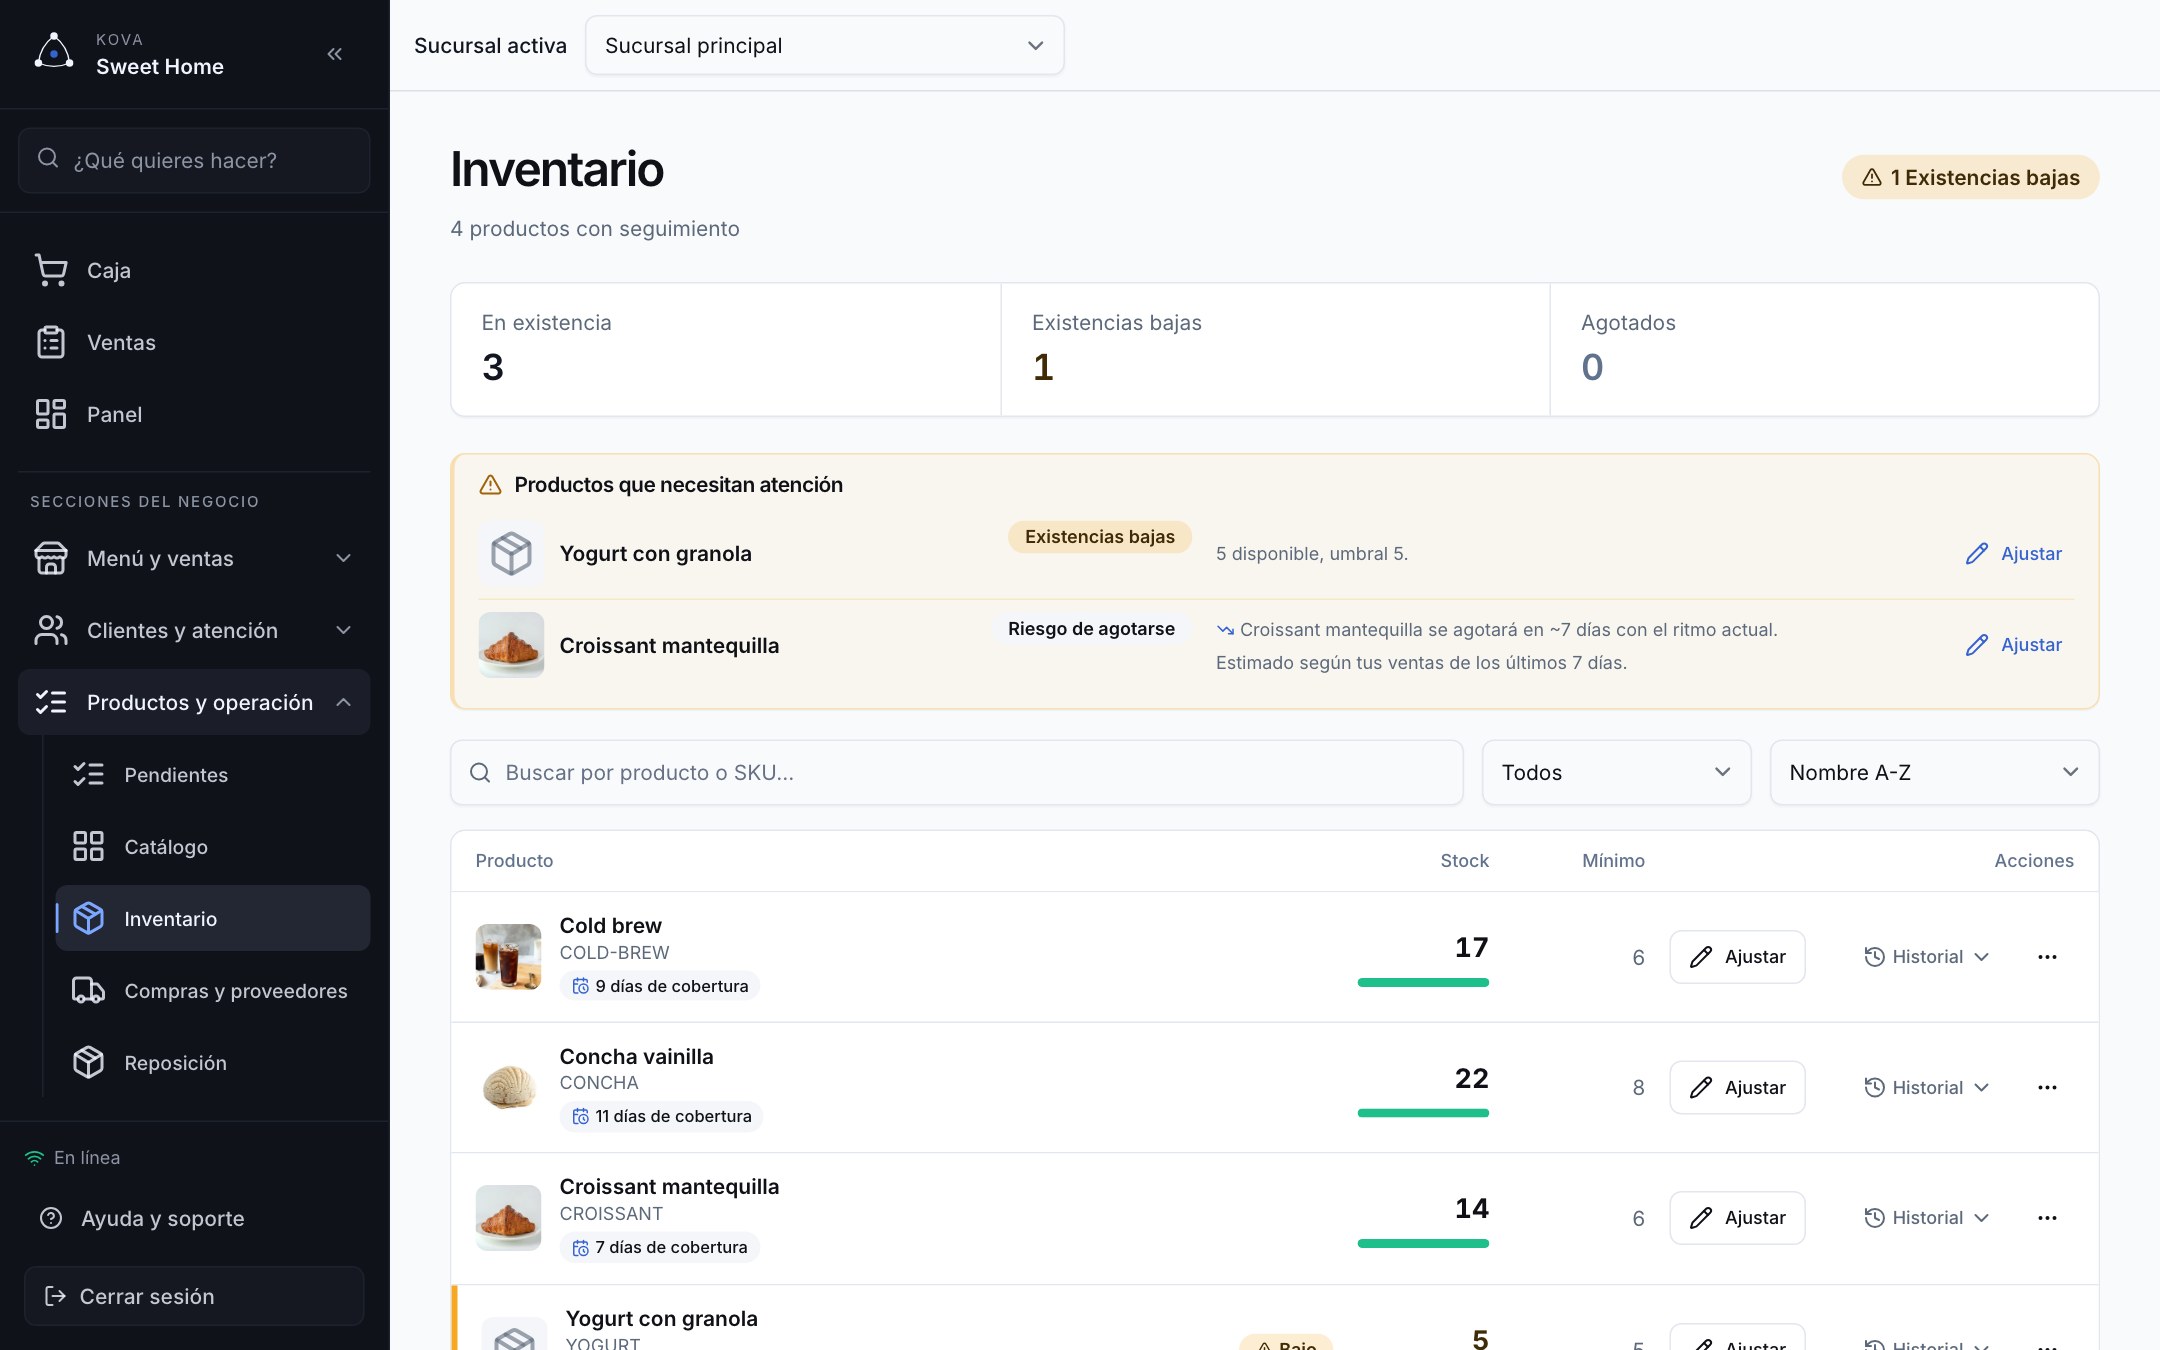 KOVA
Sweet Home
¿Qué quieres hacer?
Caja
Ventas
Panel
SECCIONES DEL NEGOCIO
Menú y ventas
Clientes y atención
Productos y operación
Pendientes
Catálogo
Inventario
Compras y proveedores
Reposición
En línea
Ayuda y soporte
Cerrar sesión
Sucursal activa
Sucursal principal
Inventario
1 Existencias bajas
4 productos con seguimiento
En existencia
3
Existencias bajas
1
Agotados
0
Productos que necesitan atención
Yogurt con granola
Existencias bajas
5 disponible, umbral 5.
Ajustar
Croissant mantequilla
Riesgo de agotarse
Croissant mantequilla se agotará en ~7 días con el ritmo actual.
Estimado según tus ventas de los últimos 7 días.
Ajustar
Buscar por producto o SKU...
Todos
Nombre A-Z
Producto Stock Mínimo Acciones
Cold brew
COLD-BREW
9 días de cobertura
17
6
Ajustar
Historial
Concha vainilla
CONCHA
11 días de cobertura
22
8
Ajustar
Historial
Croissant mantequilla
CROISSANT
7 días de cobertura
14
6
Ajustar
Historial
Yogurt con granola
YOGURT
Bajo
5
5
Ajustar
Historial